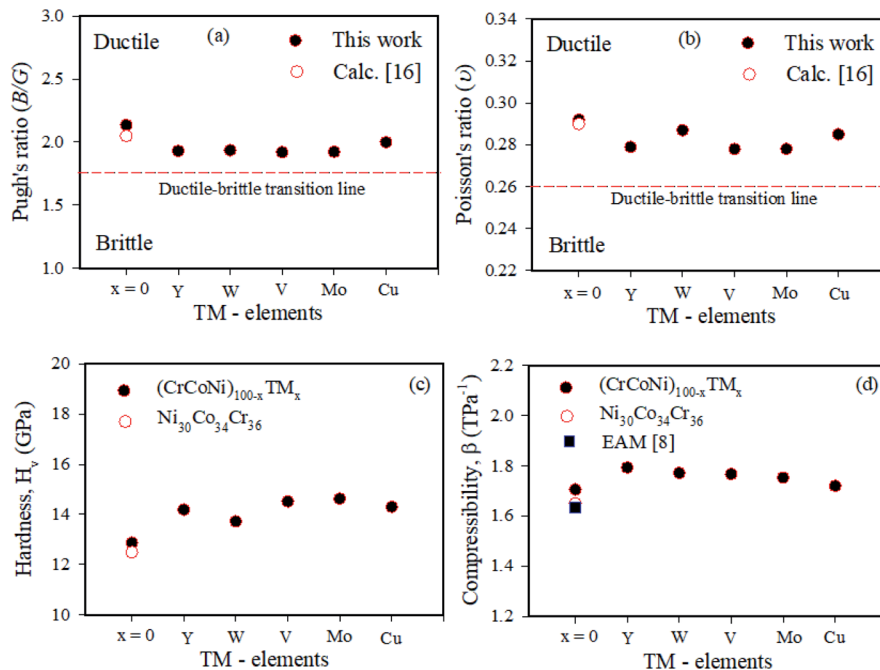 (a)
Ductile
This work
Calc. [16]
Ductile-brittle transition line
Brittle
Pugh's ratio (B/G)
3.0
2.5
2.0
1.5
1.0
x = 0 Y W V Mo Cu
TM - elements
(b)
Ductile
This work
Calc. [16]
Ductile-brittle transition line
Brittle
Poisson's ratio (υ)
0.30
0.28
0.26
0.24
0.22
x = 0 Y W V Mo Cu
TM - elements
(c)
(CrCoNi)₁₀₀₋ₓTMₓ
Ni₃₀Co₃₄Cr₃₆
Hardness, Hᵥ (GPa)
20
18
16
14
12
10
x = 0 Y W V Mo Cu
TM - elements
(d)
(CrCoNi)₁₀₀₋ₓTMₓ
Ni₃₀Co₃₄Cr₃₆
EAM [8]
Compressibility, β (TPa⁻¹)
2.2
2.0
1.8
1.6
1.4
1.2
x = 0 Y W V Mo Cu
TM - elements